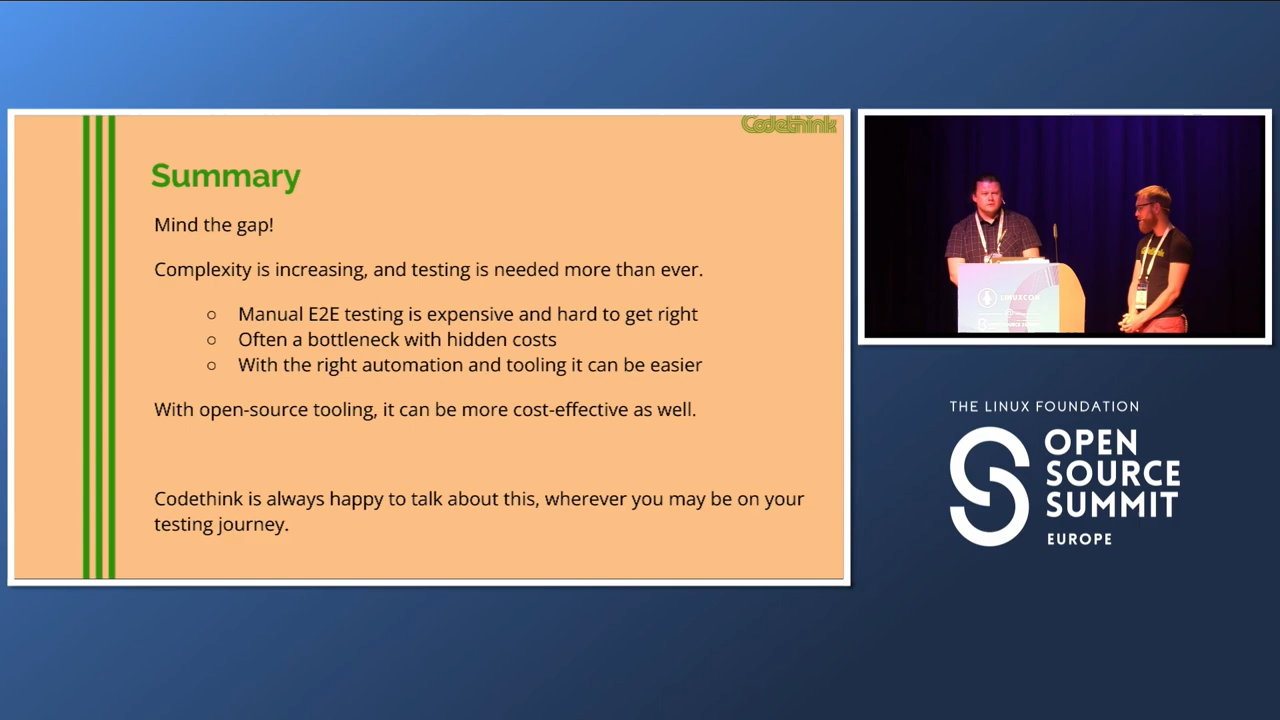 Codethink
Summary
Mind the gap!
Complexity is increasing, and testing is needed more than ever.
○ Manual E2E testing is expensive and hard to get right
○ Often a bottleneck with hidden costs
○ With the right automation and tooling it can be easier
With open-source tooling, it can be more cost-effective as well.
Codethink is always happy to talk about this, wherever you may be on your
testing journey.
LINUXCON
THE LINUX FOUNDATION
OPEN
SOURCE
SUMMIT
EUROPE